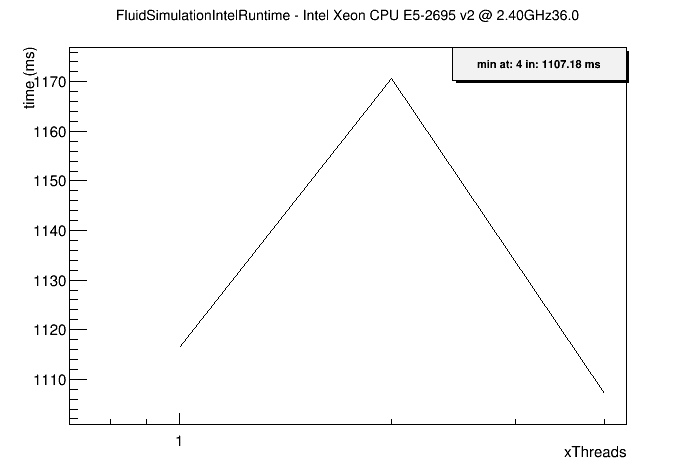 FluidSimulationIntelRuntime - Intel Xeon CPU E5-2695 v2 @ 2.40GHz36.0
time (ms)
min at: 4 in: 1107.18 ms
1170
1160
1150
1140
1130
1120
1110
1
xThreads